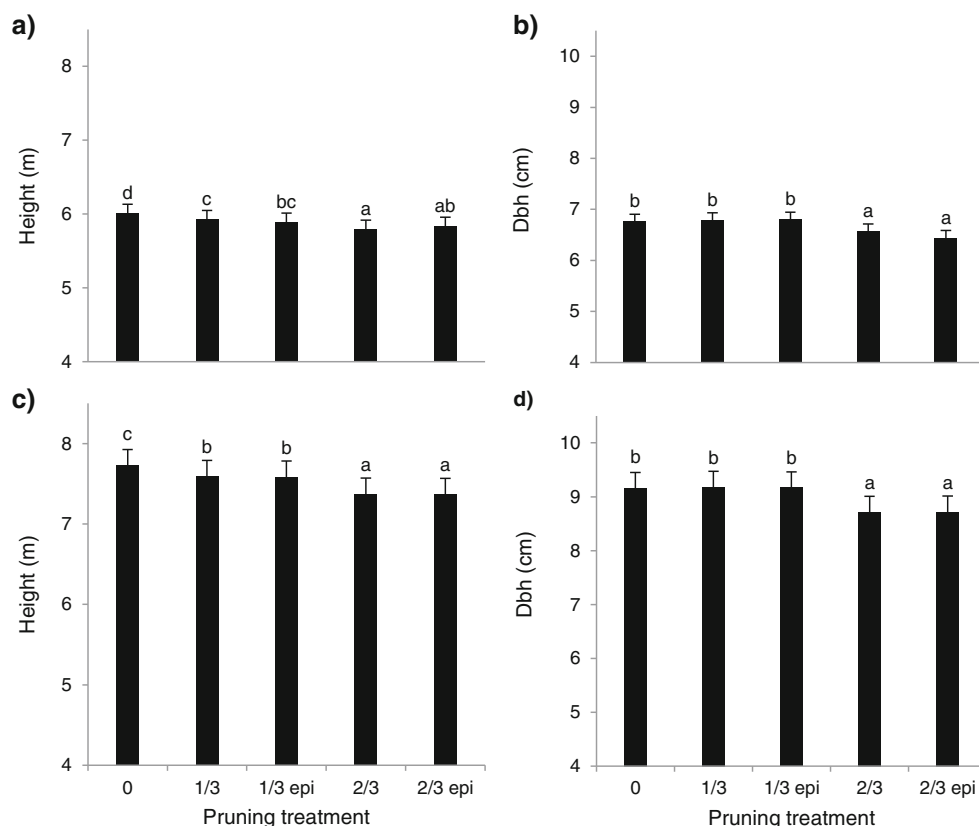 a)
Height (m)
8
7
6
5
4
d c bc a ab
b)
Dbh (cm)
10
9
8
7
6
5
4
b b b a a
c)
Height (m)
8
7
6
5
4
c b b a a
0 1/3 1/3 epi 2/3 2/3 epi
Pruning treatment
d)
Dbh (cm)
10
9
8
7
6
5
4
b b b a a
0 1/3 1/3 epi 2/3 2/3 epi
Pruning treatment